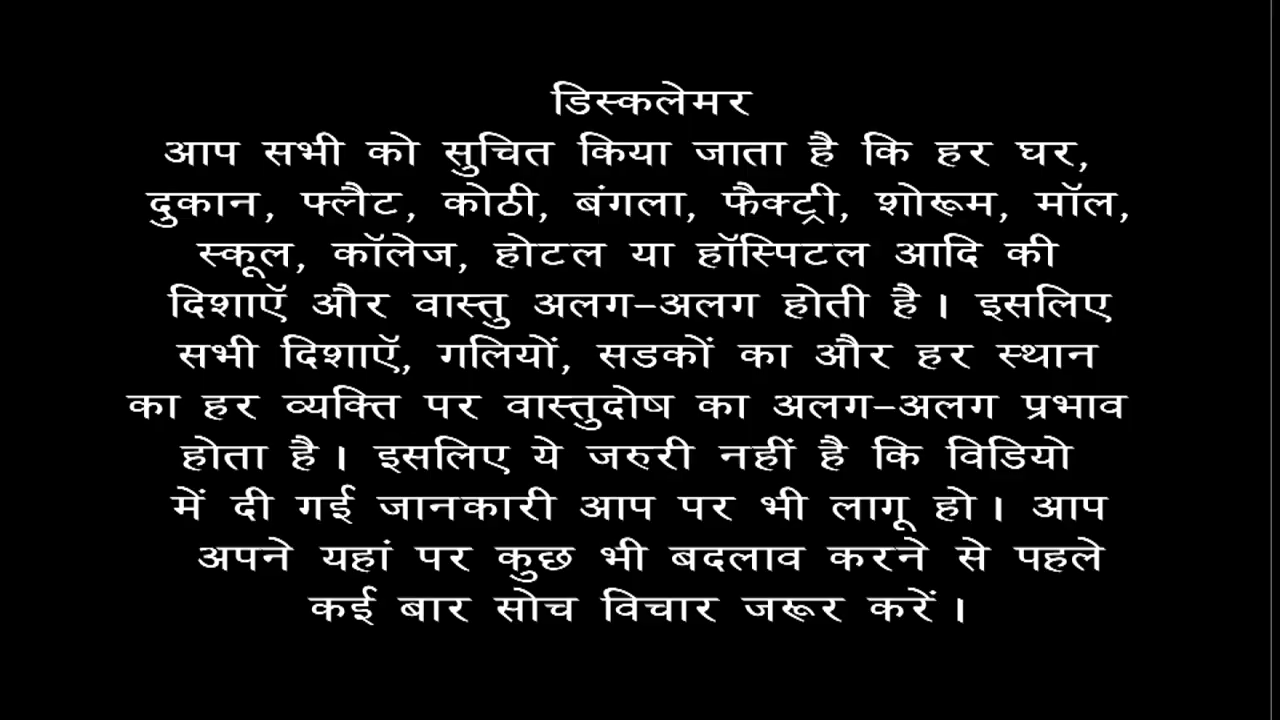 डिस्कलेमर
आप सभी को सुचित किया जाता है कि हर घर,
दुकान, फ्लैट, कोठी, बंगला, फैक्ट्री, शोरूम, मॉल,
स्कूल, कॉलेज, होटल या हॉस्पिटल आदि की
दिशाऍ और वास्तु अलग-अलग होती है। इसलिए
सभी दिशाऍ, गलियों, सडकों का और हर स्थान
का हर व्यक्ति पर वास्तुदोष का अलग-अलग प्रभाव
होता है। इसलिए ये जरुरी नहीं है कि विडियो
में दी गई जानकारी आप पर भी लागू हो। आप
अपने यहां पर कुछ भी बदलाव करने से पहले
कई बार सोच विचार जरूर करें।